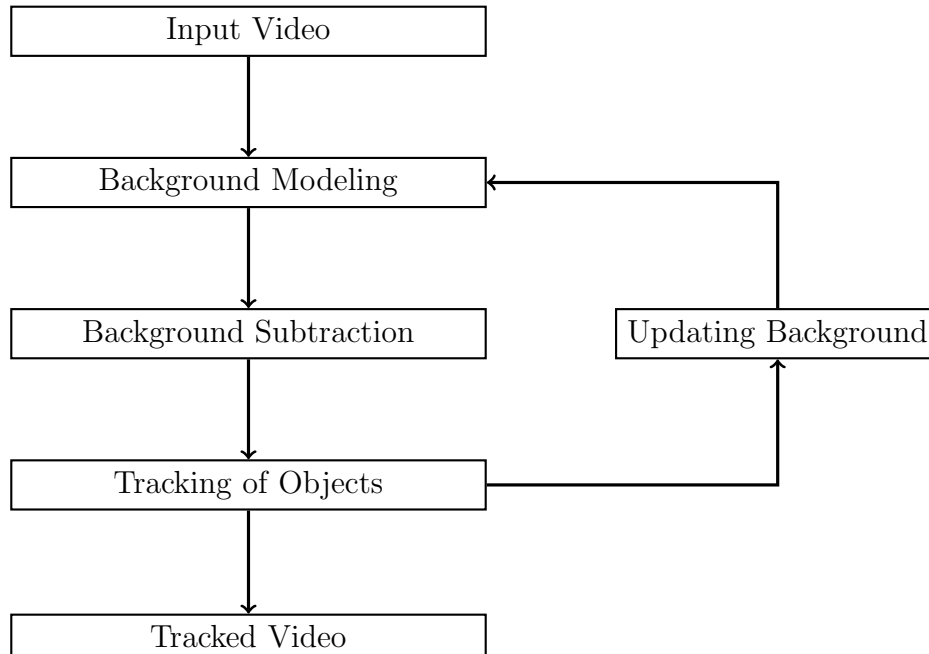 Input Video
Background Modeling
Background Subtraction
Updating Background
Tracking of Objects
Tracked Video